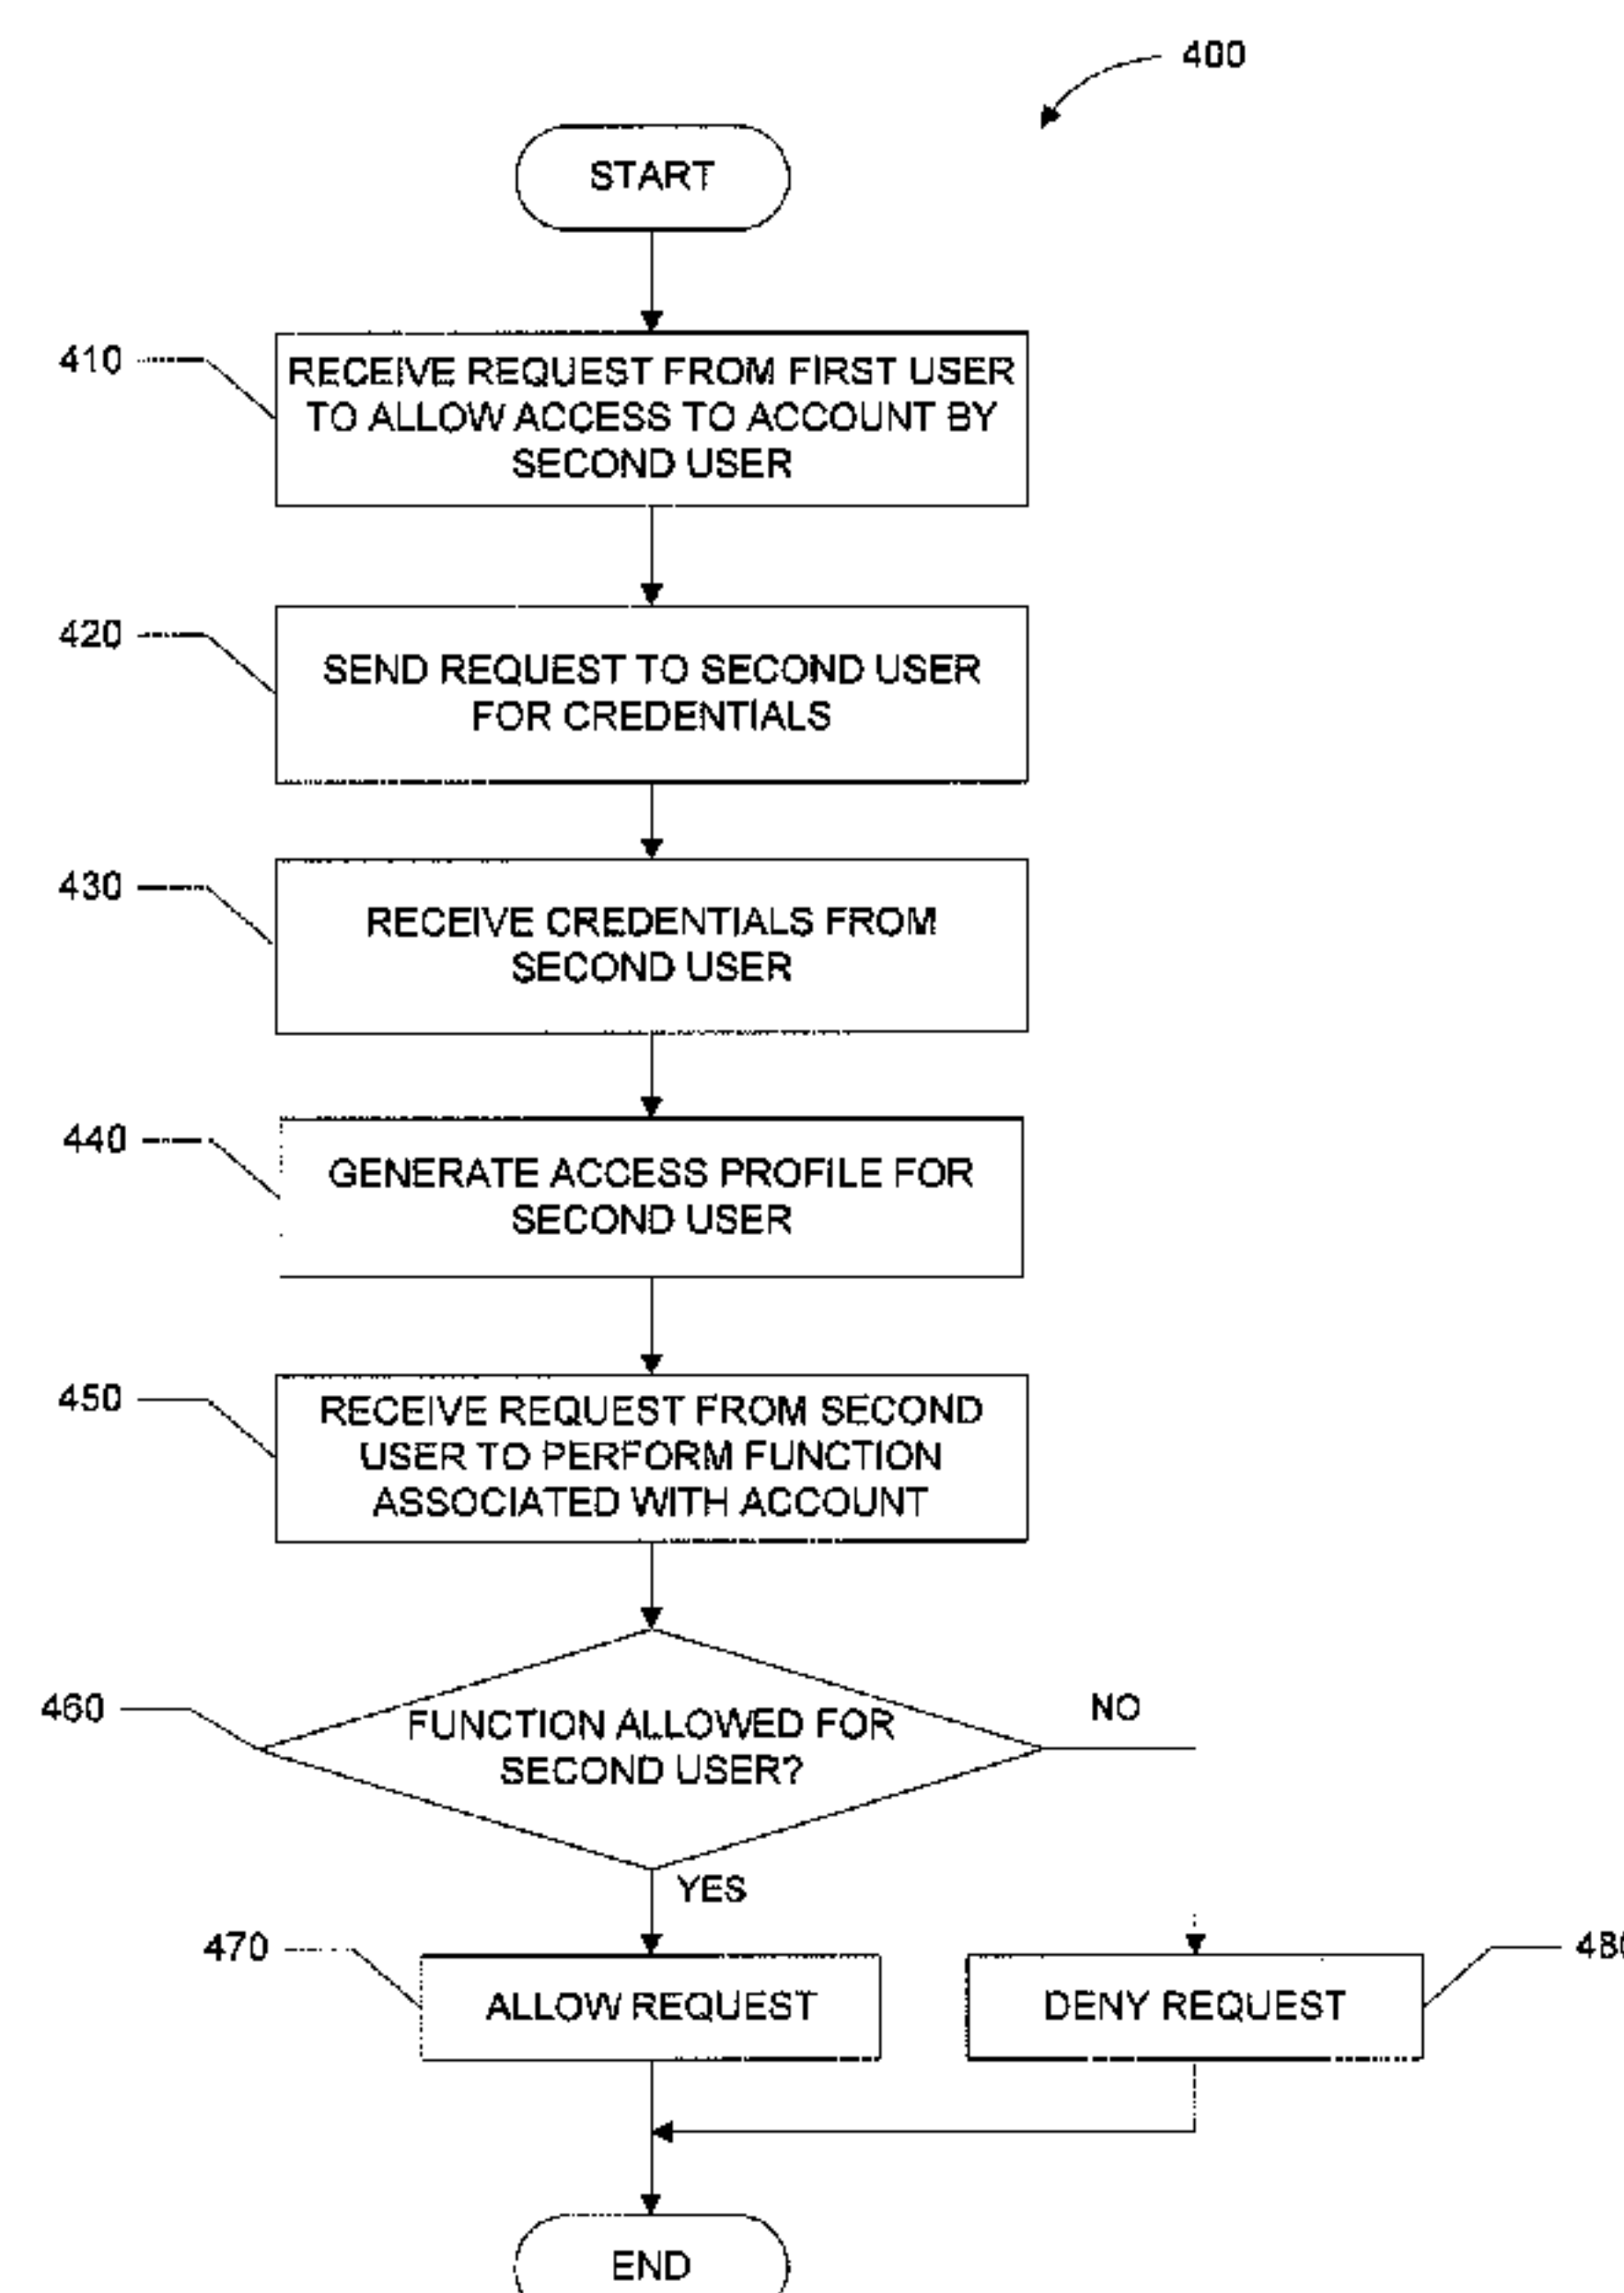 400
START
410
RECEIVE REQUEST FROM FIRST USER
TO ALLOW ACCESS TO ACCOUNT BY
SECOND USER
420
SEND REQUEST TO SECOND USER
FOR CREDENTIALS
430
RECEIVE CREDENTIALS FROM
SECOND USER
440
GENERATE ACCESS PROFILE FOR
SECOND USER
450
RECEIVE REQUEST FROM SECOND
USER TO PERFORM FUNCTION
ASSOCIATED WITH ACCOUNT
460
FUNCTION ALLOWED FOR
SECOND USER?
NO
YES
470
ALLOW REQUEST
DENY REQUEST
480
END